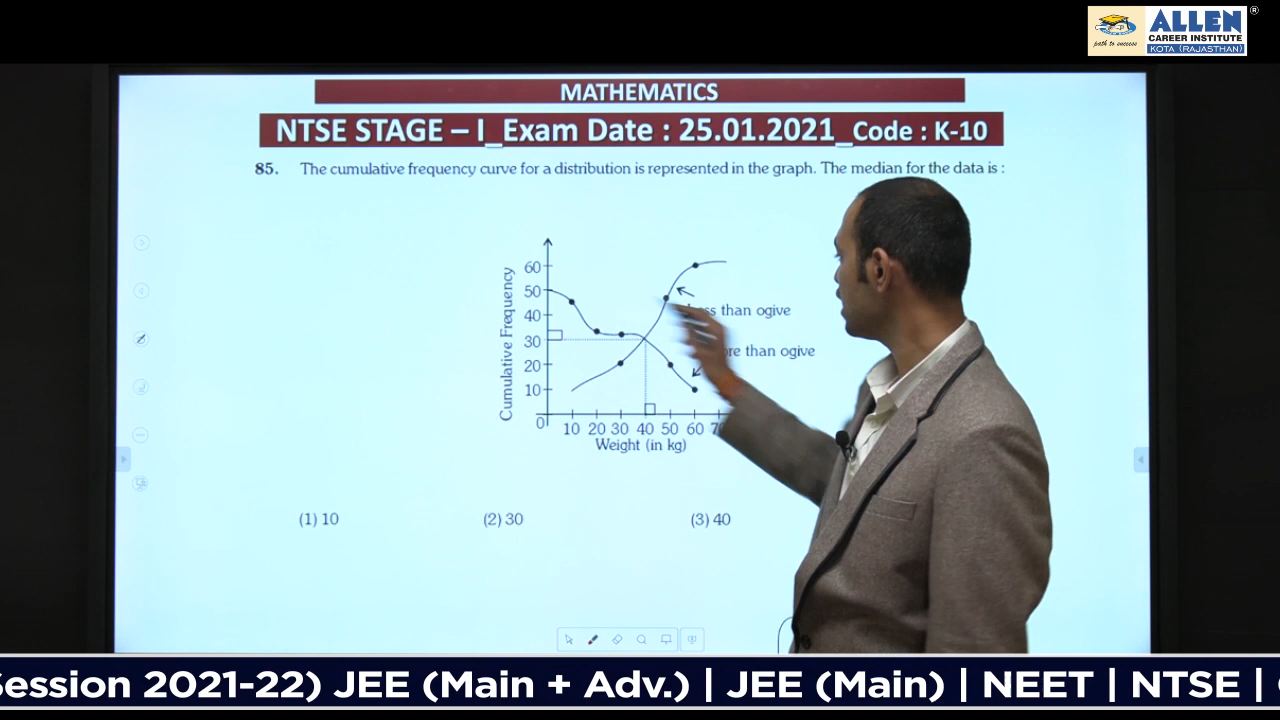 ALLEN
®
CAREER INSTITUTE
path to success
KOTA (RAJASTHAN)
MATHEMATICS
NTSE STAGE – I_Exam Date : 25.01.2021_Code : K-10
85. The cumulative frequency curve for a distribution is represented in the graph. The median for the data is :
Cumulative Frequency
60
50
40
30
20
10
0
than ogive
than ogive
10 20 30 40 50 60
Weight (in kg)
(1) 10 (2) 30 (3) 40
2021-22) JEE (Main + Adv.) | JEE (Main) | NEET | NTSE |